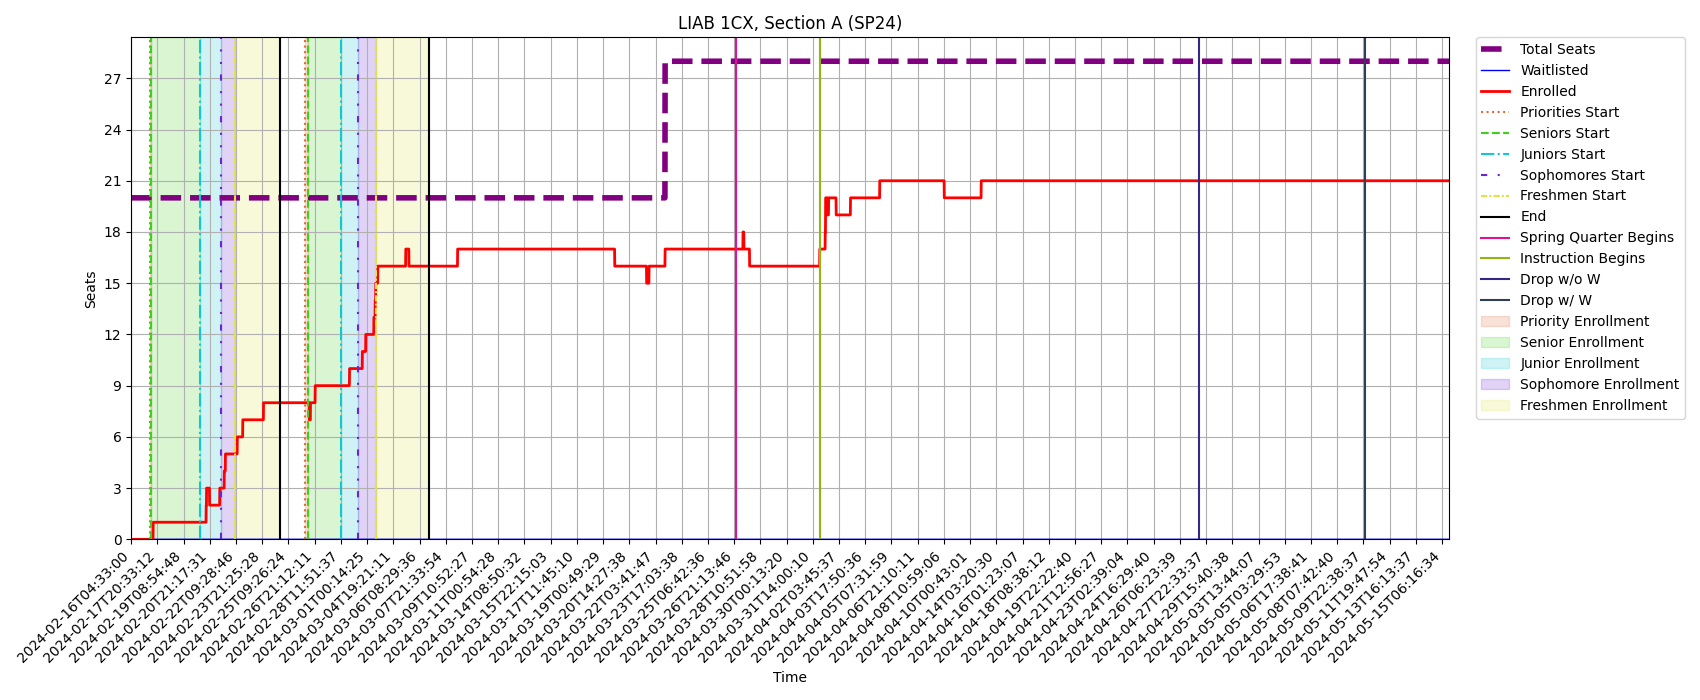 LIAB 1CX, Section A (SP24)
Seats
27
24
21
18
15
12
9
6
3
0
2024-02-16T04:33:00
2024-02-17T20:33:12
2024-02-19T08:54:48
2024-02-20T21:17:31
2024-02-22T09:28:46
2024-02-23T21:25:28
2024-02-25T09:26:24
2024-02-26T21:12:11
2024-02-28T11:51:37
2024-03-01T00:14:25
2024-03-04T19:21:11
2024-03-06T08:29:36
2024-03-07T21:33:54
2024-03-09T10:52:27
2024-03-11T00:54:28
2024-03-14T08:50:32
2024-03-15T22:15:03
2024-03-17T11:45:10
2024-03-19T00:49:29
2024-03-20T14:27:38
2024-03-22T03:41:47
2024-03-23T17:03:38
2024-03-25T06:42:36
2024-03-26T21:13:46
2024-03-28T10:51:58
2024-03-30T00:13:20
2024-03-31T14:00:10
2024-04-02T03:45:37
2024-04-03T17:50:36
2024-04-05T07:31:59
2024-04-06T21:10:11
2024-04-08T10:59:06
2024-04-10T00:43:01
2024-04-14T03:20:30
2024-04-16T01:23:07
2024-04-18T08:38:12
2024-04-19T22:22:40
2024-04-21T12:56:27
2024-04-23T02:39:04
2024-04-24T16:29:40
2024-04-26T06:23:39
2024-04-27T22:33:37
2024-04-29T15:40:38
2024-05-03T13:44:07
2024-05-05T03:29:53
2024-05-06T17:38:41
2024-05-08T07:42:40
2024-05-09T22:38:37
2024-05-11T19:47:54
2024-05-13T16:13:37
2024-05-15T06:16:34
Time
Total Seats
Waitlisted
Enrolled
Priorities Start
Seniors Start
Juniors Start
Sophomores Start
Freshmen Start
End
Spring Quarter Begins
Instruction Begins
Drop w/o W
Drop w/ W
Priority Enrollment
Senior Enrollment
Junior Enrollment
Sophomore Enrollment
Freshmen Enrollment